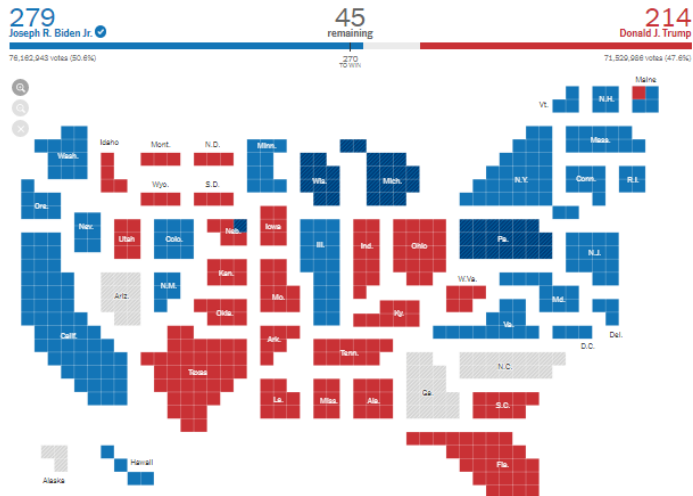 279
45
214
Joseph R. Biden Jr.
remaining
Donald J. Trump
76,162,943 votes (50.6%)
270
TO WIN
71,529,966 votes (47.6%)
Maine
Vt.
N.H.
Idaho
Mont.
N.D.
Minn.
Mass.
Wash.
Wis.
Mich.
N.Y.
Conn.
R.I.
Wyo.
S.D.
Ore.
Nev.
Utah
Colo.
Neb.
Iowa
Ill.
Ind.
Ohio
Pa.
N.J.
Kan.
W.Va.
Ariz.
N.M.
Mo.
Md.
Okla.
Ky.
Va.
Del.
Calif.
Ark.
D.C.
Tenn.
N.C.
Texas
Ga.
La.
Miss.
Ala.
S.C.
Hawaii
Fla.
Alaska